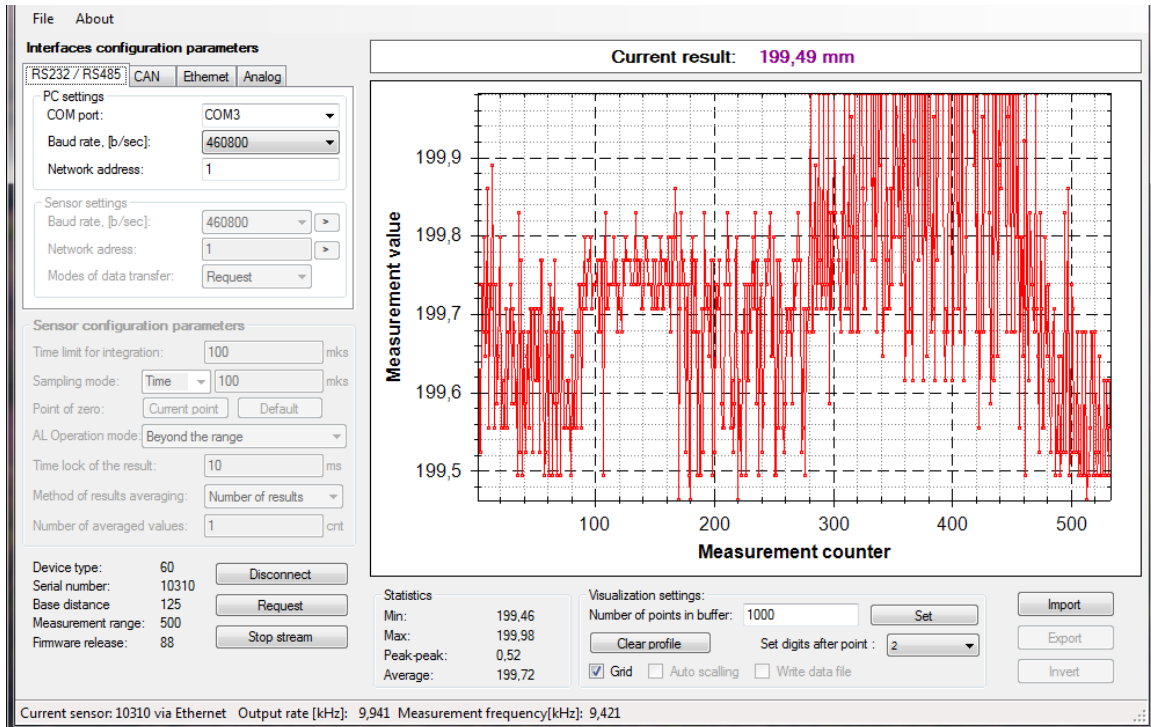 File About
Interfaces configuration parameters
RS232 / RS485 CAN Ethernet Analog
PC settings
COM port: COM3
Baud rate, [b/sec]: 460800
Network address: 1
Sensor settings
Baud rate, [b/sec]: 460800 >
Network adress: 1 >
Modes of data transfer: Request
Sensor configuration parameters
Time limit for integration: 100 mks
Sampling mode: Time 100 mks
Point of zero: Current point Default
AL Operation mode: Beyond the range
Time lock of the result: 10 ms
Method of results averaging: Number of results
Number of averaged values: 1 cnt
Device type: 60
Serial number: 10310
Base distance 125
Measurement range: 500
Firmware release: 88
Disconnect
Request
Stop stream
Current result: 199,49 mm
Measurement value
199,9
199,8
199,7
199,6
199,5
100 200 300 400 500
Measurement counter
Statistics
Min: 199,46
Max: 199,98
Peak-peak: 0,52
Average: 199,72
Visualization settings:
Number of points in buffer: 1000 Set
Clear profile Set digits after point : 2
Grid Auto scalling Write data file
Import
Export
Invert
Current sensor: 10310 via Ethernet Output rate [kHz]: 9,941 Measurement frequency[kHz]: 9,421